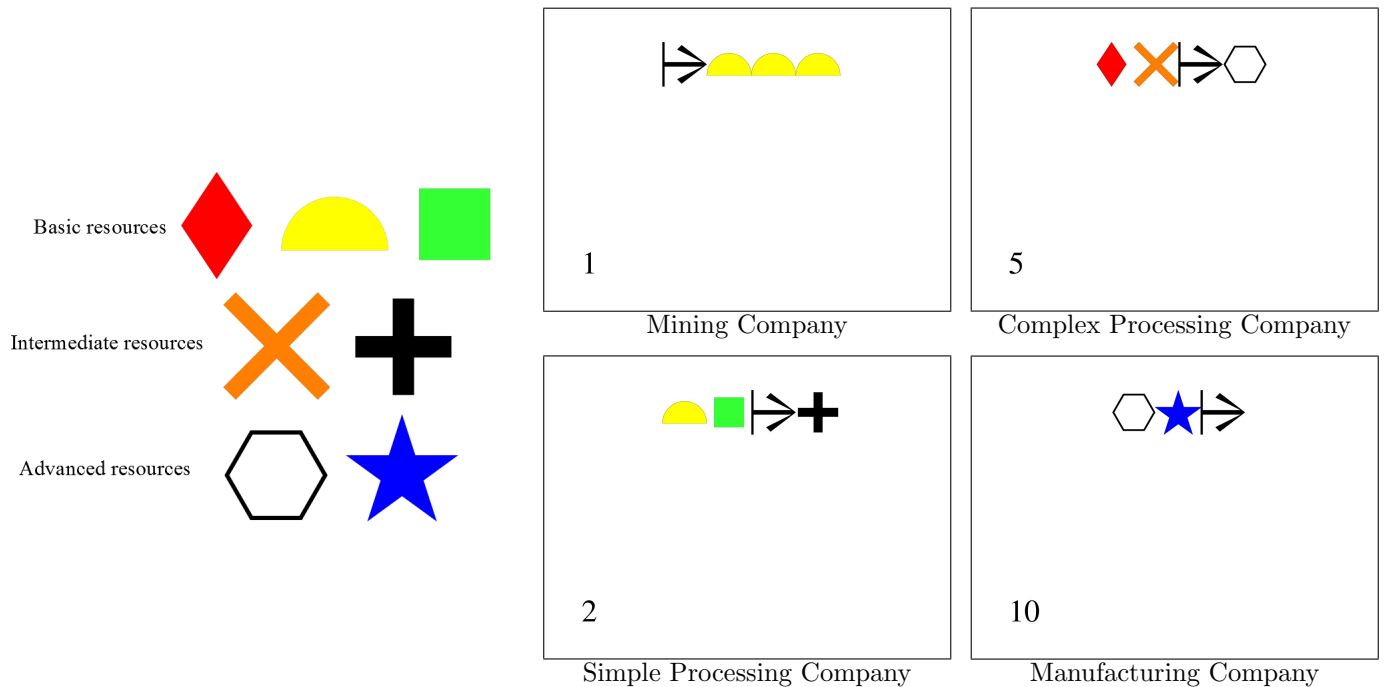 Basic resources
Intermediate resources
Advanced resources
1
Mining Company
5
Complex Processing Company
2
Simple Processing Company
10
Manufacturing Company